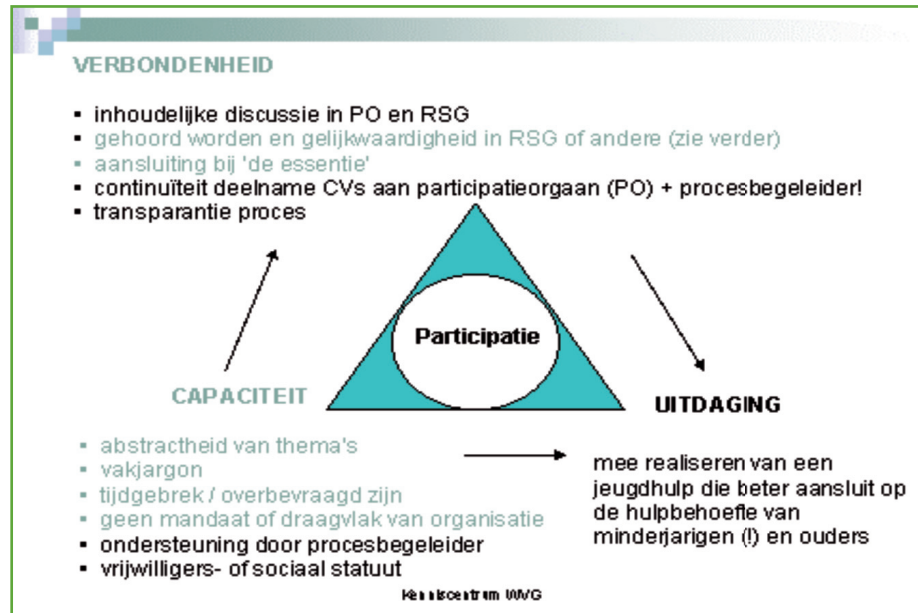 VERBONDENHEID
▪ inhoudelijke discussie in PO en RSG
▪ gehoord worden en gelijkwaardigheid in RSG of andere (zie verder)
▪ aansluiting bij 'de essentie'
▪ continuïteit deelname CVs aan participatieorgaan (PO) + procesbegeleider!
▪ transparantie proces
Participatie
CAPACITEIT
▪ abstractheid van thema's
▪ vakjargon
▪ tijdgebrek / overbevraagd zijn
▪ geen mandaat of draagvlak van organisatie
▪ ondersteuning door procesbegeleider
▪ vrijwilligers- of sociaal statuut
UITDAGING
mee realiseren van een
jeugdhulp die beter aansluit op
de hulpbehoefte van
minderjarigen (!) en ouders
Kenniscentrum WVG